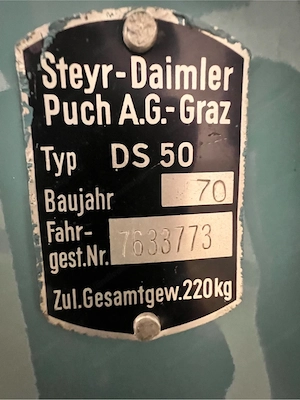 Steyr-Daimler
Puch A.G.-Graz
Typ DS 50
Baujahr 70
Fahr-
gest.Nr. 7633773
Zul.Gesamtgew.220kg